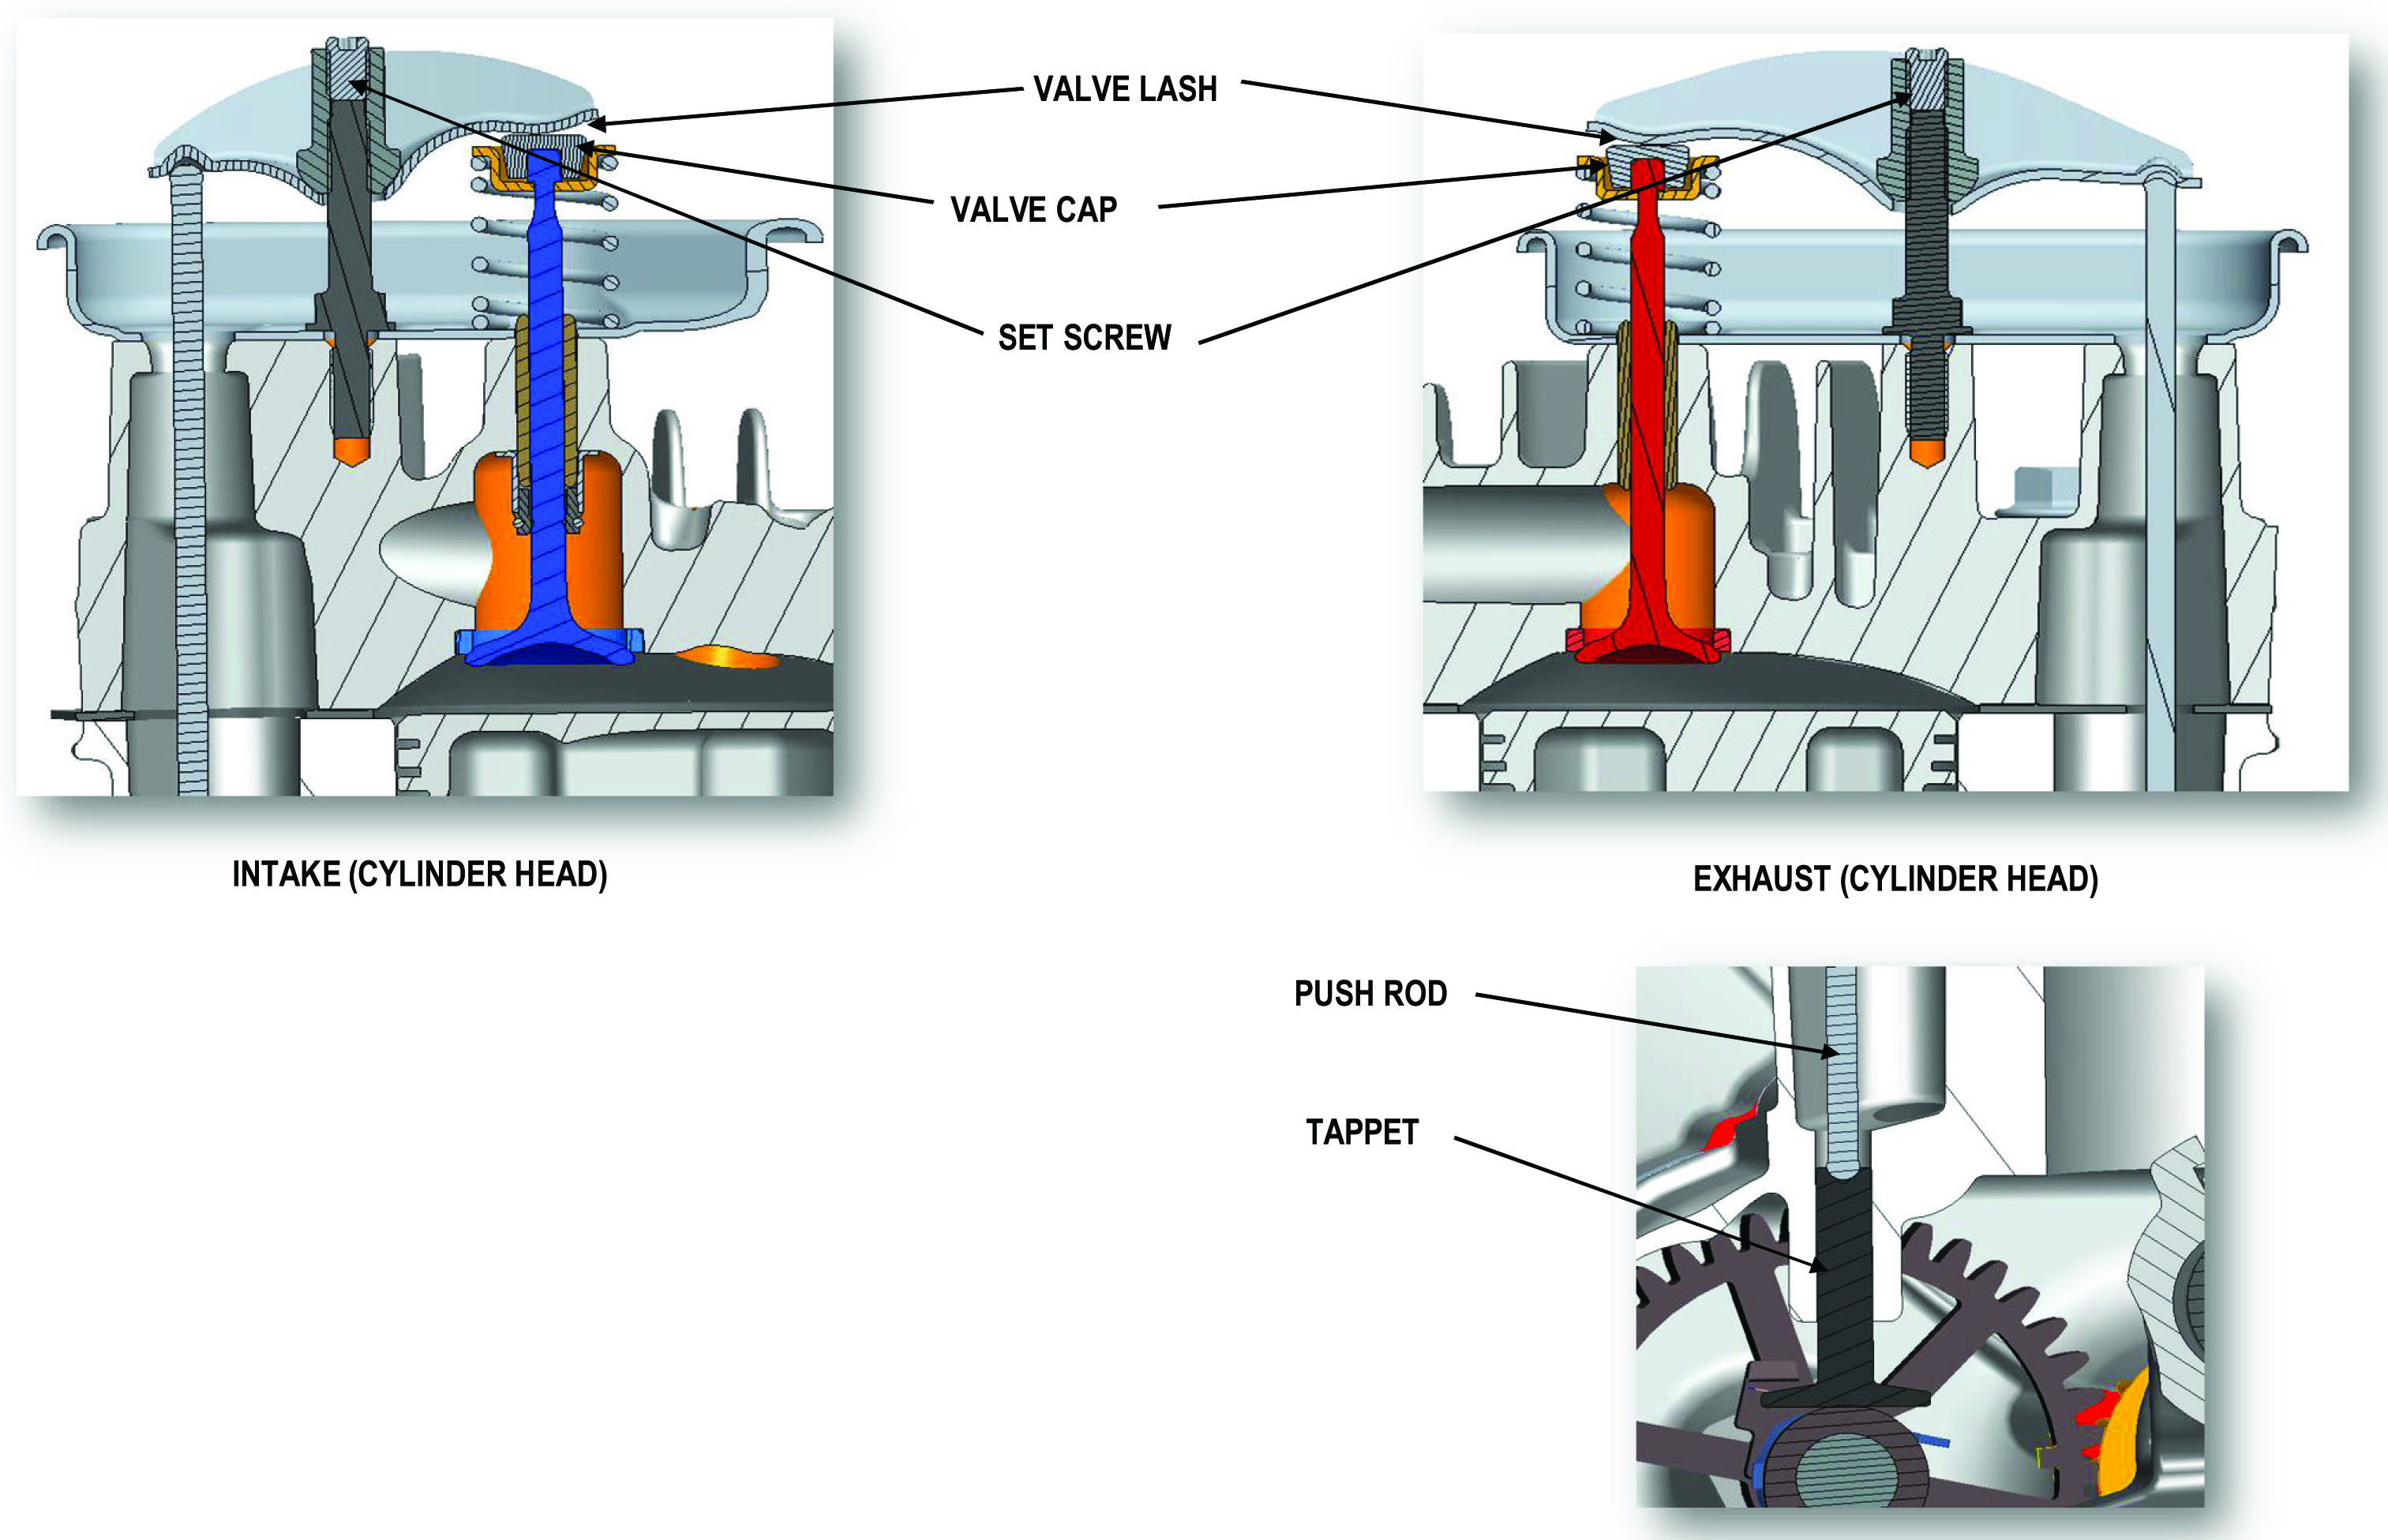 VALVE LASH
VALVE CAP
SET SCREW
INTAKE (CYLINDER HEAD)
EXHAUST (CYLINDER HEAD)
PUSH ROD
TAPPET